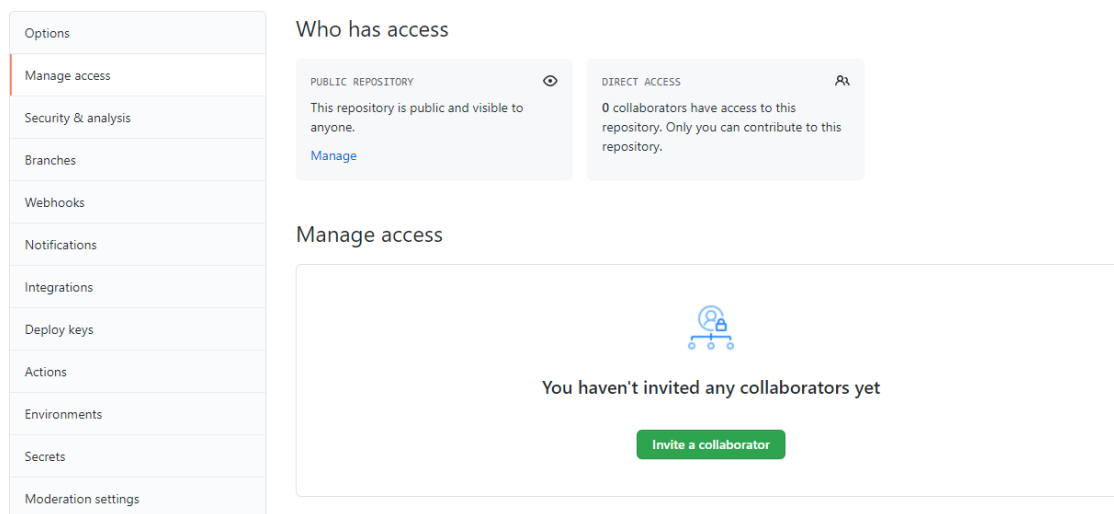 Options
Manage access
Security & analysis
Branches
Webhooks
Notifications
Integrations
Deploy keys
Actions
Environments
Secrets
Moderation settings
Who has access
PUBLIC REPOSITORY
This repository is public and visible to
anyone.
Manage
DIRECT ACCESS
0 collaborators have access to this
repository. Only you can contribute to this
repository.
Manage access
You haven't invited any collaborators yet
Invite a collaborator